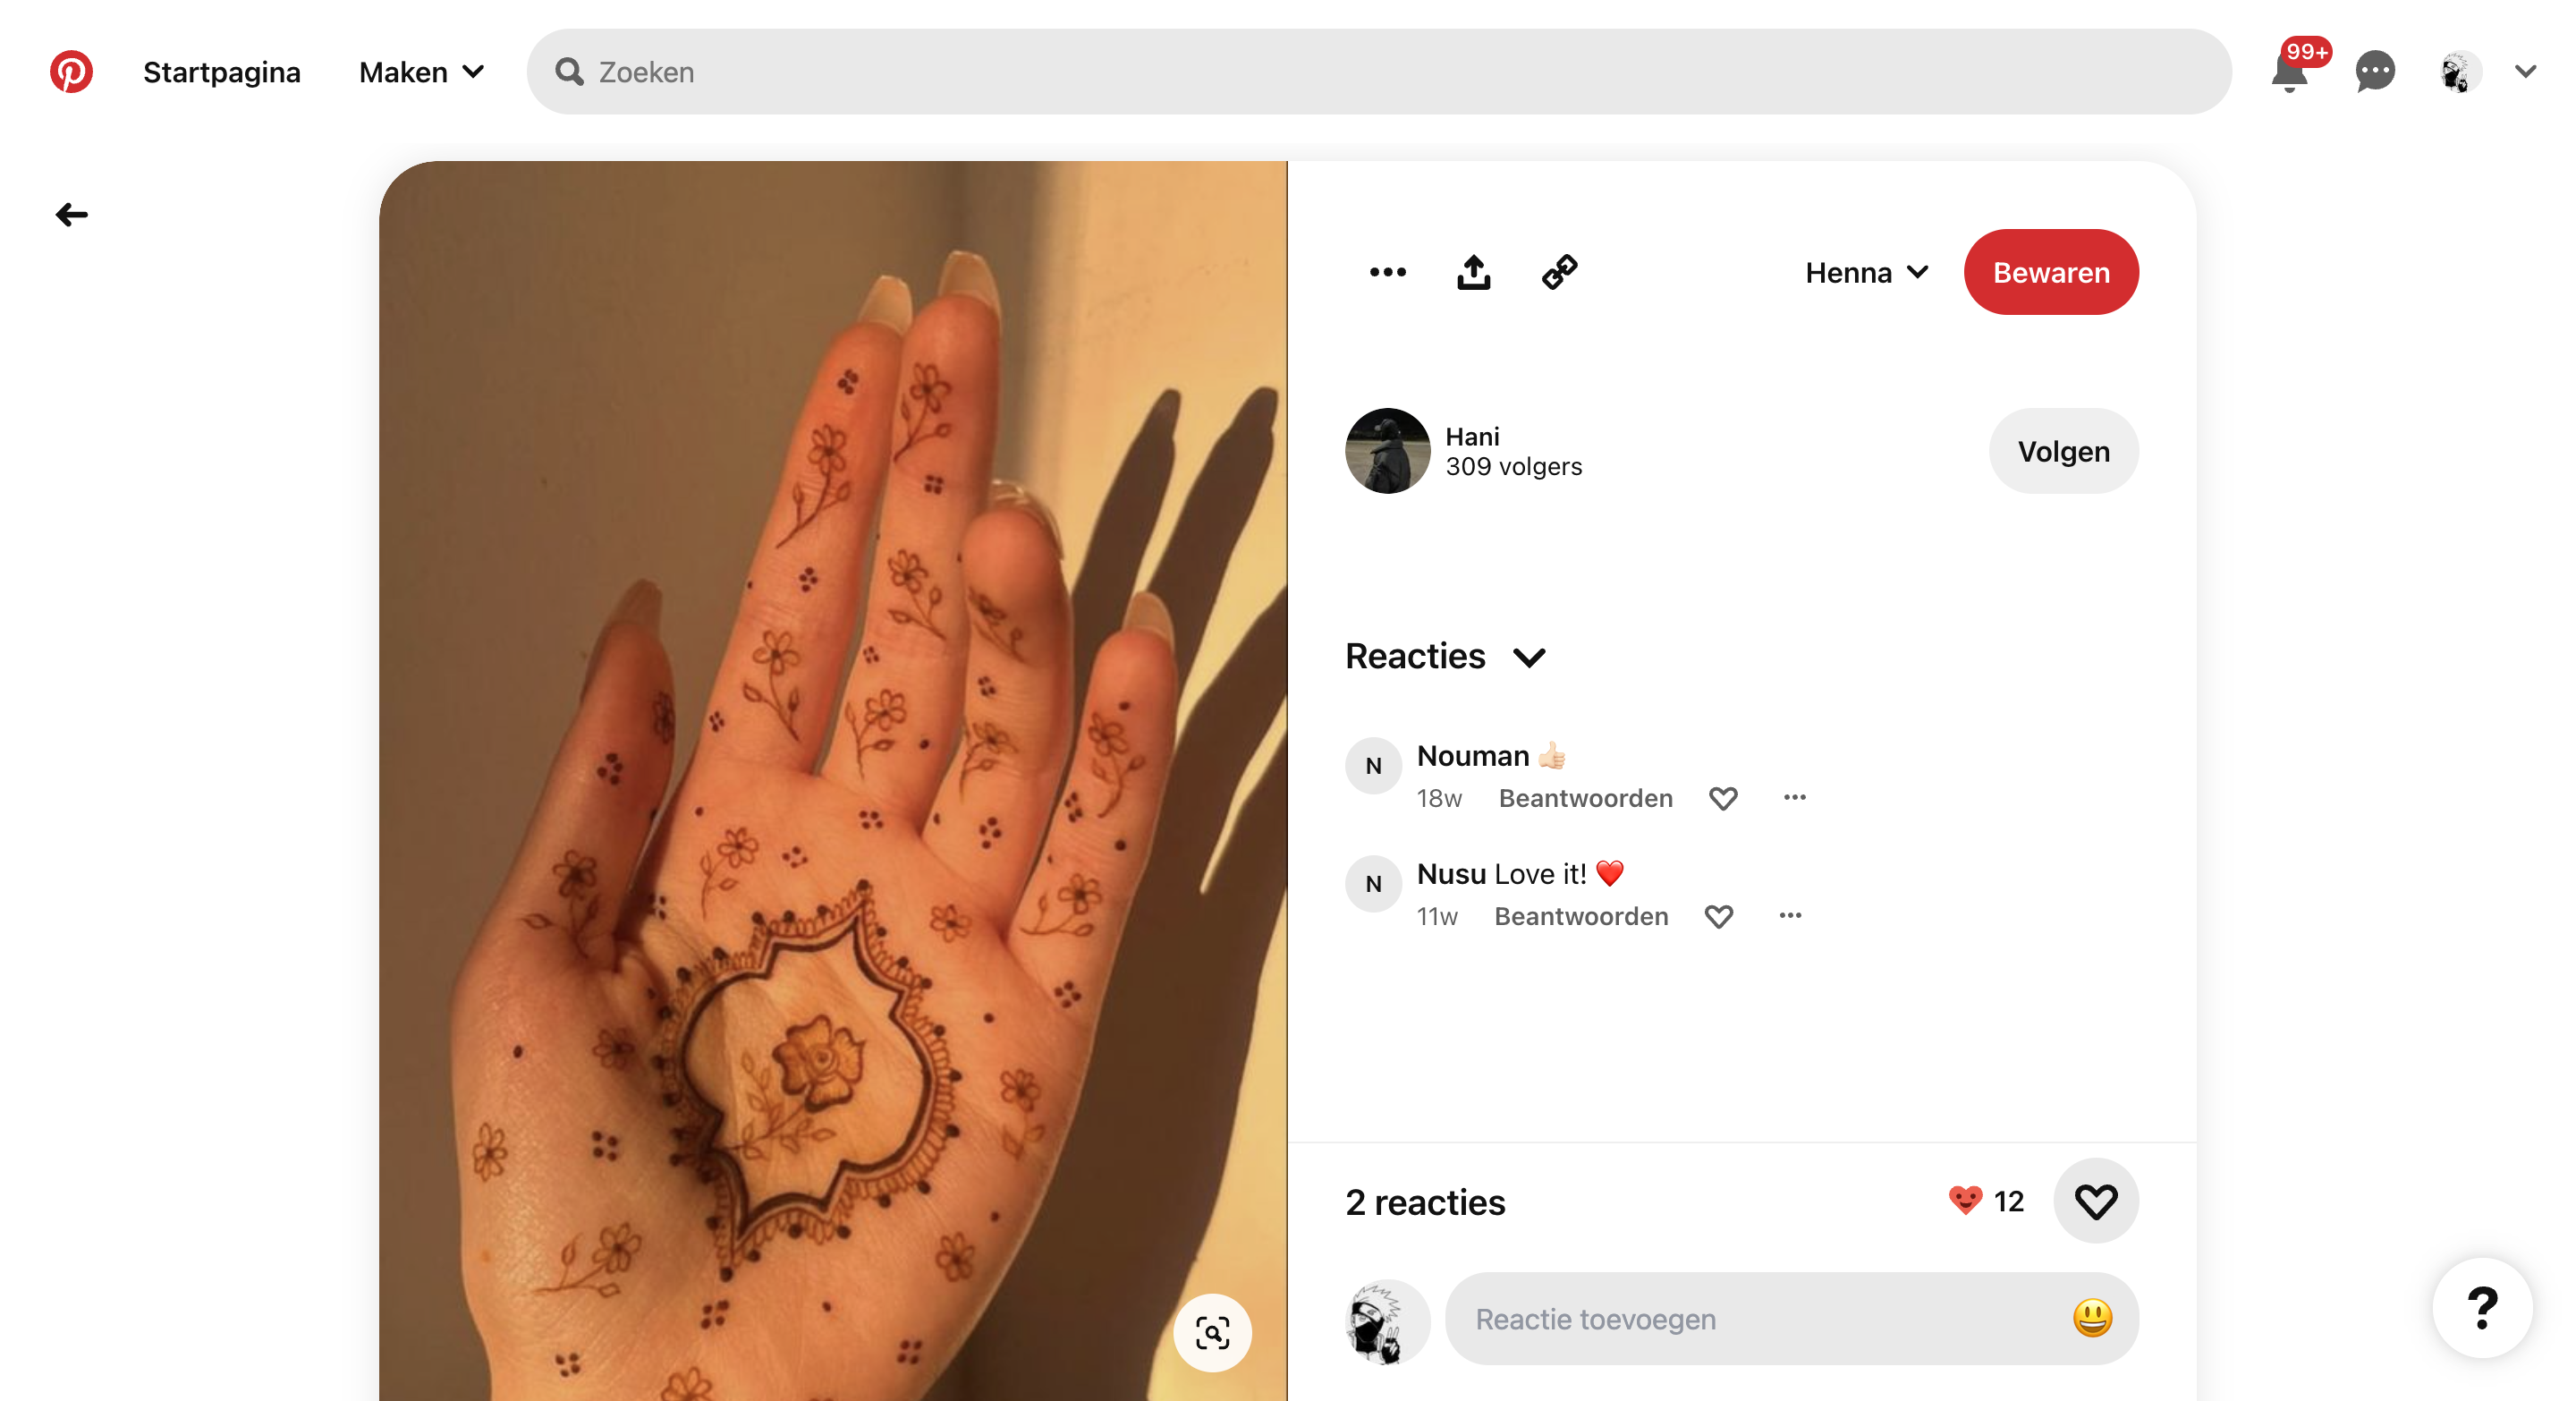 Startpagina
Maken
Zoeken
99+
Henna
Bewaren
Hani
309 volgers
Volgen
Reacties
N
Nouman 👍🏻
18w Beantwoorden
N
Nusu Love it! ❤️
11w Beantwoorden
2 reacties
12
Reactie toevoegen
?